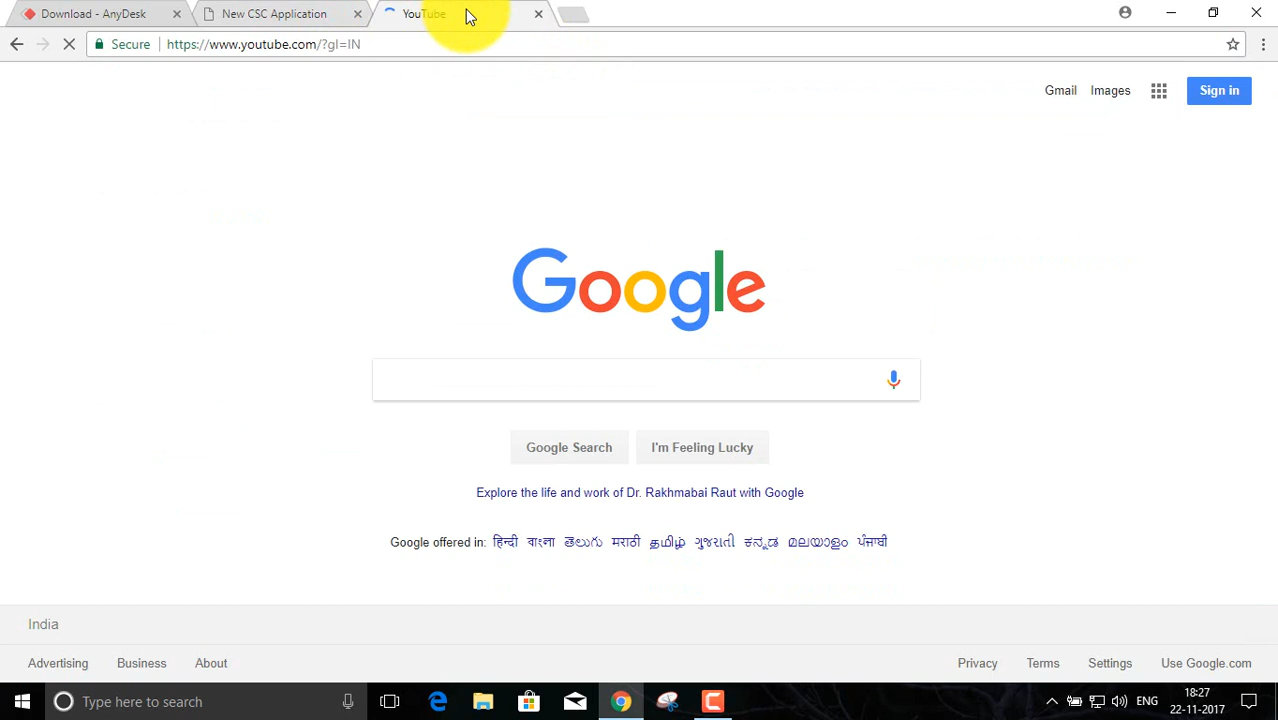 Download - AnyDesk
New CSC Application
YouTube
Secure
https://www.youtube.com/?gl=IN
Gmail
Images
Sign in
Google
Google Search
I'm Feeling Lucky
Explore the life and work of Dr. Rakhmabai Raut with Google
Google offered in: हिन्दी বাংলা తెలుగు मराठी தமிழ் ગુજરાતી ಕನ್ನಡ മലയാളം ਪੰਜਾਬੀ
India
Advertising Business About Privacy Terms Settings Use Google.com
Type here to search
ENG
18:27
22-11-2017